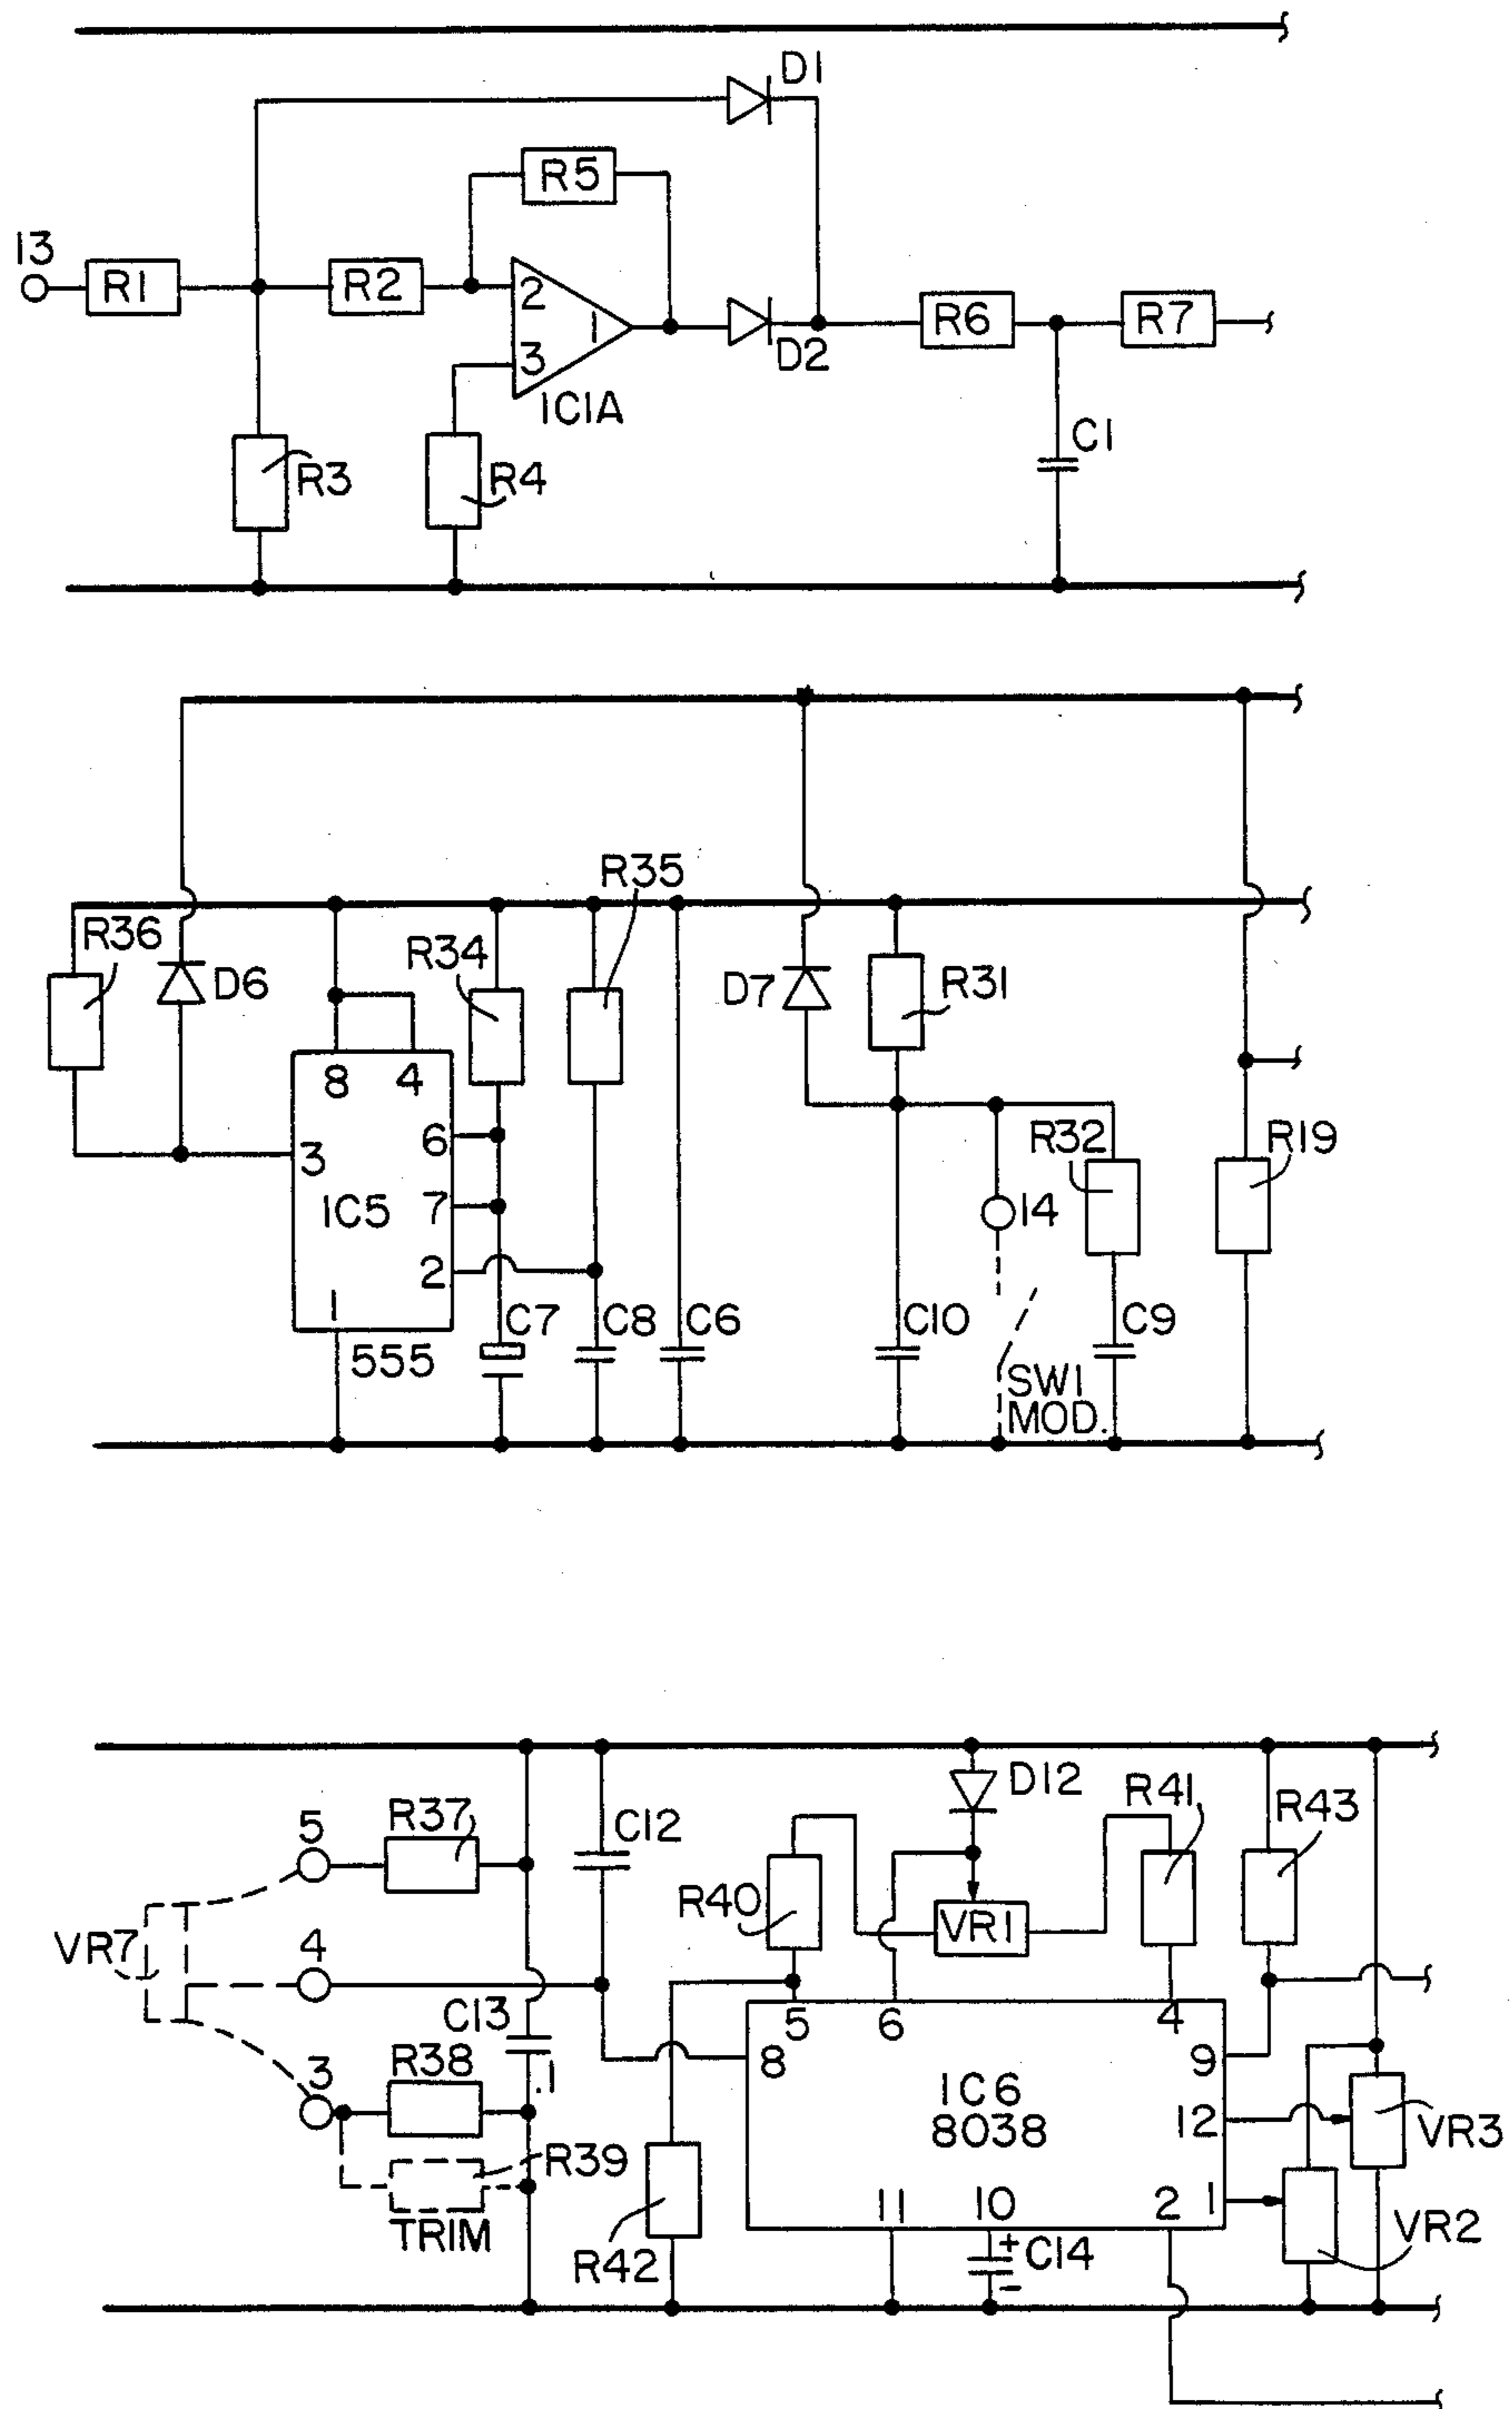 D1
R5
13
R1
R2
2
1
3
R6
R7
D2
1C1A
C1
R3
R4
R35
R36
R34
D6
D7
R31
8
4
6
R32
R19
3
1C5
7
14
2
1
C7
C8
C6
C10
C9
555
SW1
MOD.
D12
R41
R43
5
R37
C12
R40
VR1
VR7
4
C13
5
6
4
8
9
3
R38
.1
1C6
8038
12
VR3
R39
TRIM
11
10
2
1
VR2
R42
+
C14
-